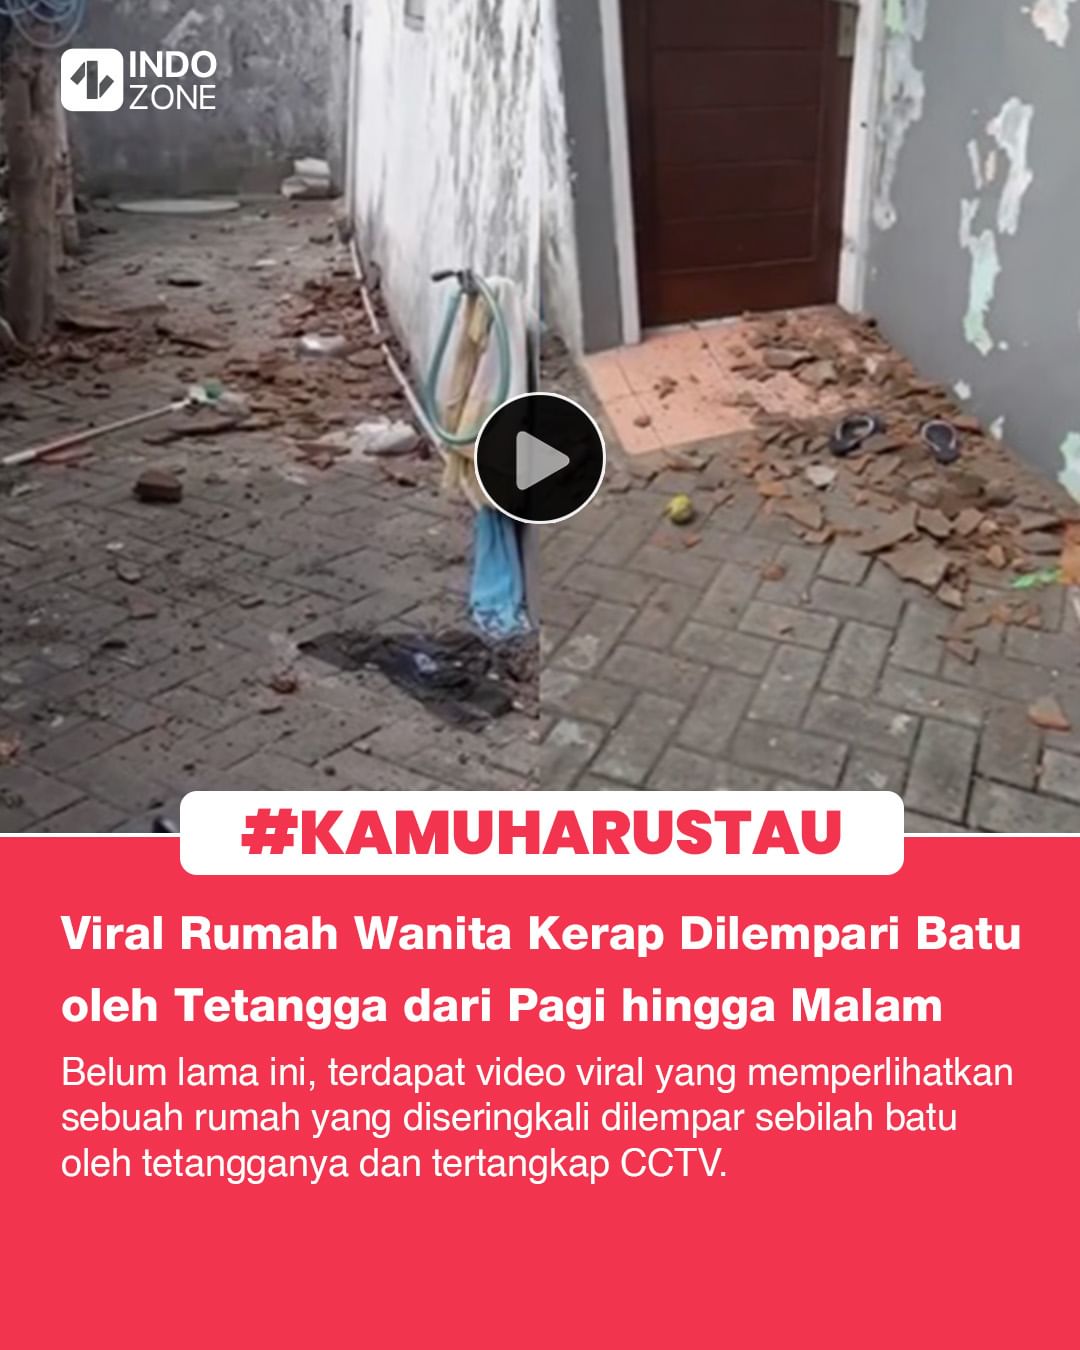 INDO
ZONE
#KAMUHARUSTAU
Viral Rumah Wanita Kerap Dilempari Batu
oleh Tetangga dari Pagi hingga Malam
Belum lama ini, terdapat video viral yang memperlihatkan
sebuah rumah yang diseringkali dilempar sebilah batu
oleh tetangganya dan tertangkap CCTV.